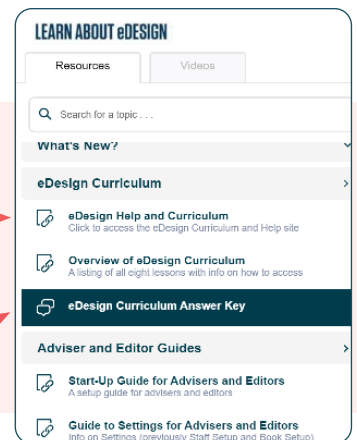 LEARN ABOUT eDESIGN
Resources
Videos
Search for a topic . . .
What's New?
eDesign Curriculum
eDesign Help and Curriculum
Click to access the eDesign Curriculum and Help site
Overview of eDesign Curriculum
A listing of all eight lessons with info on how to access
eDesign Curriculum Answer Key
Adviser and Editor Guides
Start-Up Guide for Advisers and Editors
A setup guide for advisers and editors
Guide to Settings for Advisers and Editors
Info on Settings (previously Staff Setup and Book Setup)